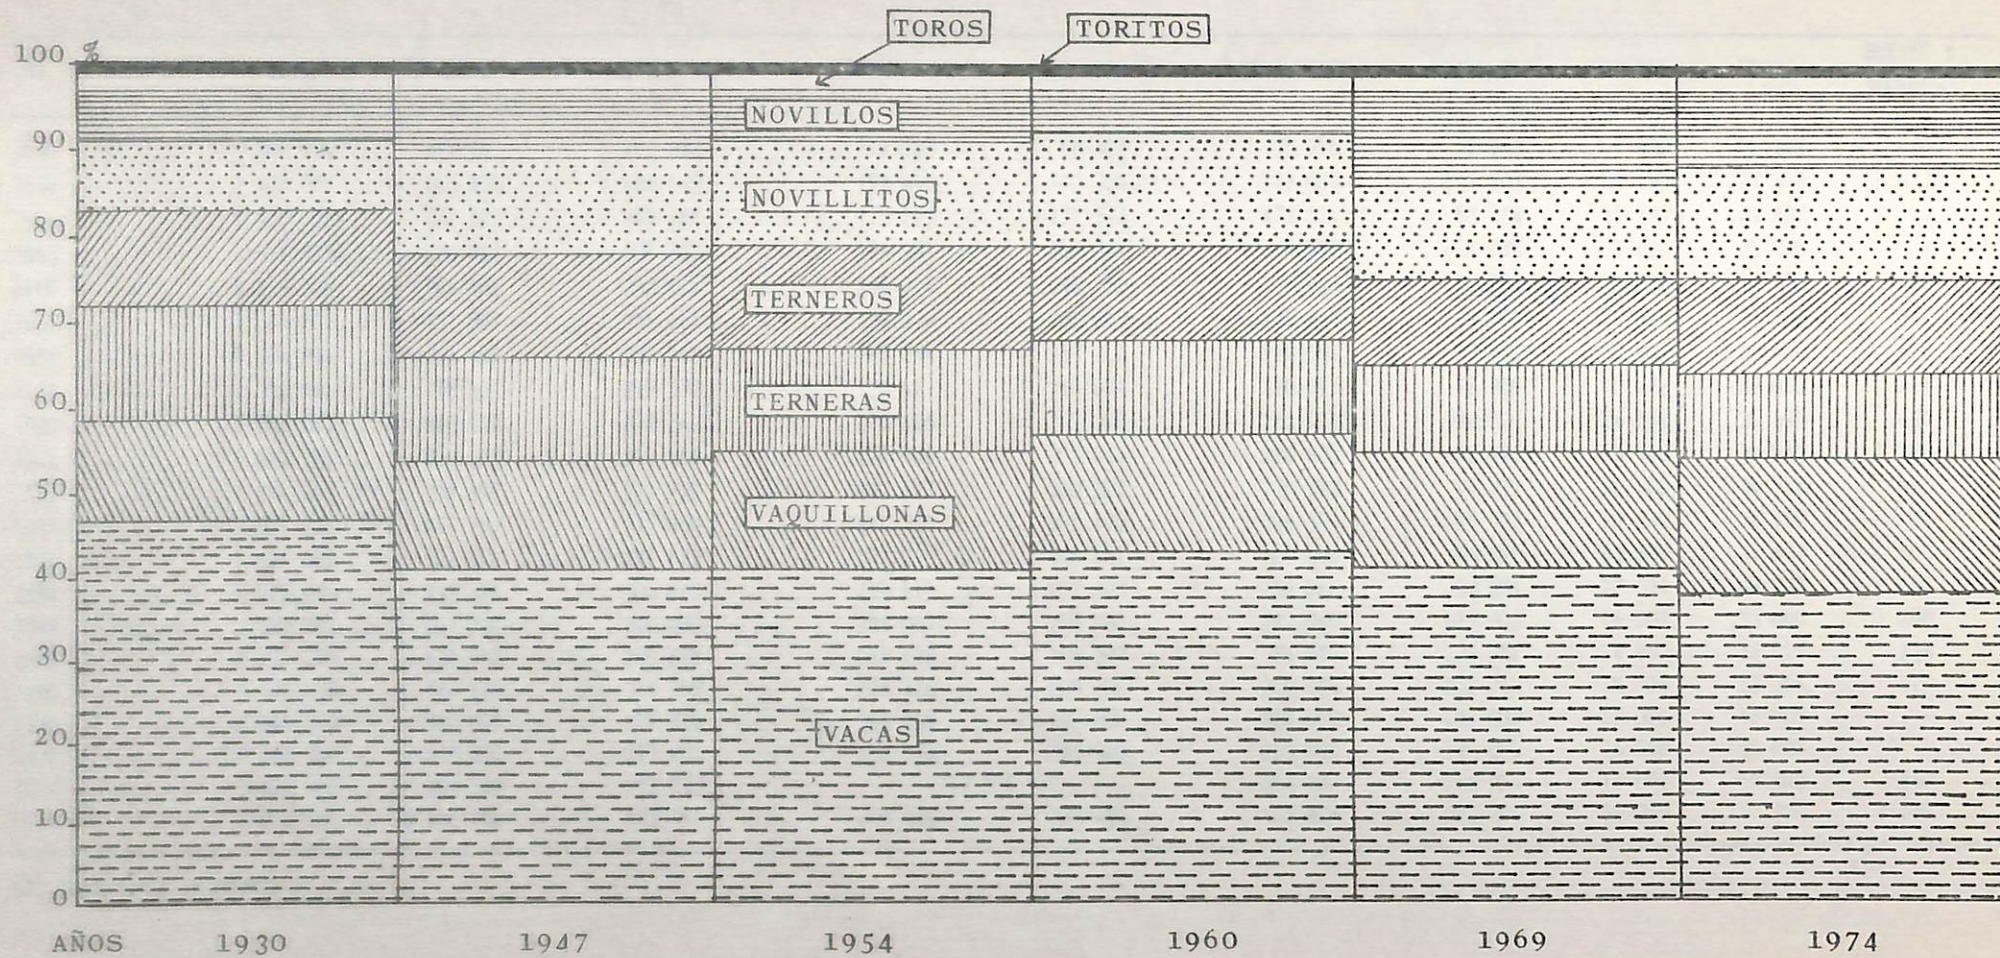 TOROS TORITOS
100 %
NOVILLOS
90
NOVILLITOS
80
TERNEROS
70
TERNERAS
60
50
VAQUILLONAS
40
30
20
VACAS
10
0
AÑOS 1930 1947 1954 1960 1969 1974